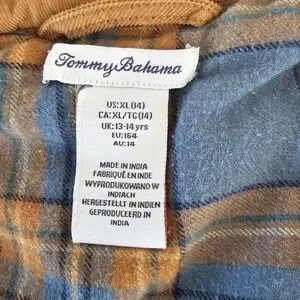 Tommy Bahama
US: XL (14)
CA: XL/TG (14)
UK: 13-14 yrs
EU: 164
AU: 14
MADE IN INDIA
FABRIQUÉ EN INDE
WYPRODUKOWANO W
INDIACH
HERGESTELLT IN INDIEN
GEPRODUCEERD IN
INDIA